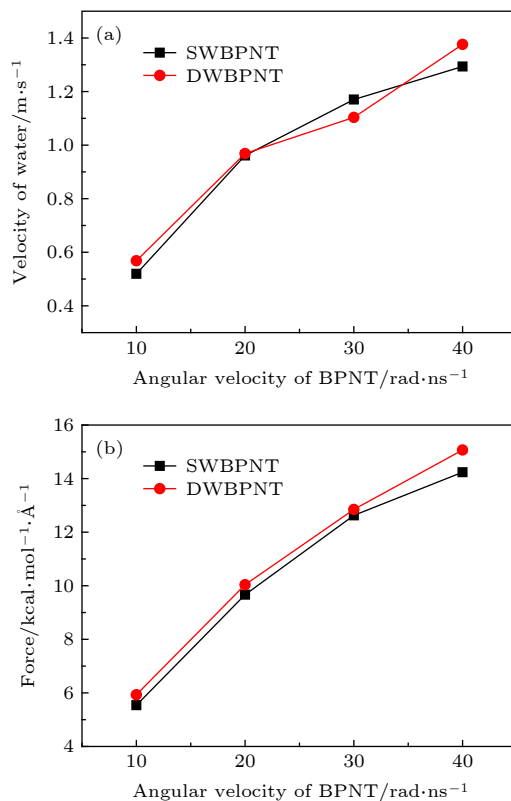 (a)
SWBPNT
DWBPNT
Velocity of water/m·s⁻¹
1.4
1.2
1.0
0.8
0.6
0.4
10 20 30 40
Angular velocity of BPNT/rad·ns⁻¹
(b)
SWBPNT
DWBPNT
Force/kcal·mol⁻¹·Å⁻¹
16
14
12
10
8
6
4
10 20 30 40
Angular velocity of BPNT/rad·ns⁻¹